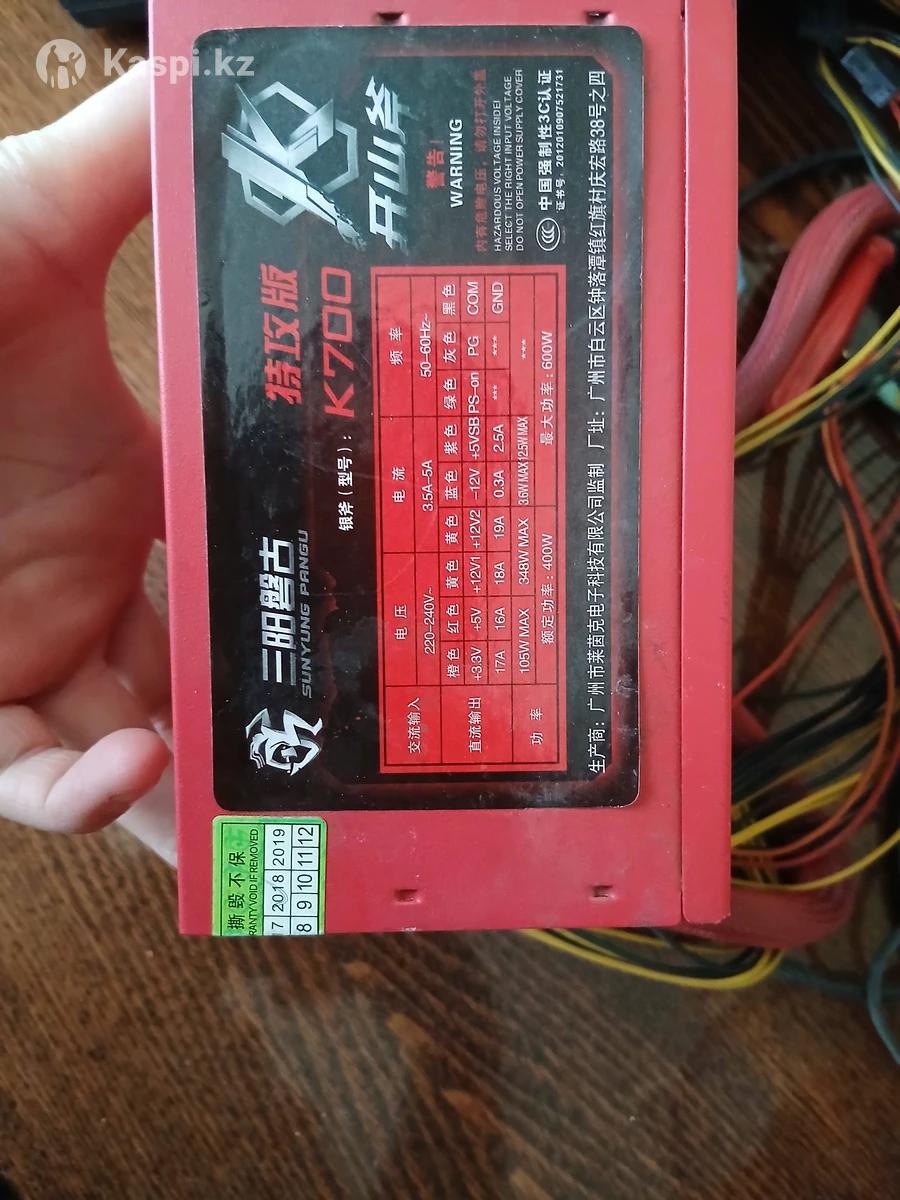 Kaspi.kz
三阳磐古
SUNYUNG PANGU
特攻版
K700
银斧（型号）：
开山斧
警告!
WARNING
内有危险电压，请勿打开外盖
HAZARDOUS VOLTAGE INSIDE!
SELECT THE RIGHT INPUT VOLTAGE
DO NOT OPEN POWER SUPPLY COVER
中国强制性3C认证
证书号：2012010907521731
交流输入 电压 电流 频率
220-240V~ 3.5A-5A 50-60Hz~
直流输出 橙色 红色 黄色 黄色 蓝色 紫色 绿色 灰色 黑色
+3.3V +5V +12V1 +12V2 -12V +5VSB PS-on PG COM
17A 16A 18A 19A 0.3A 2.5A *** *** GND
功率 105W MAX 348W MAX 3.6W MAX 12.5W MAX ***
额定功率：400W 最大功率：600W
生产商：广州市莱茵克电子科技有限公司监制 厂址：广州市白云区钟落潭镇红旗村庆宏路38号之四
撕毁不保
RANTY VOID IF REMOVED
7 2018 2019
8 9 10 11 12